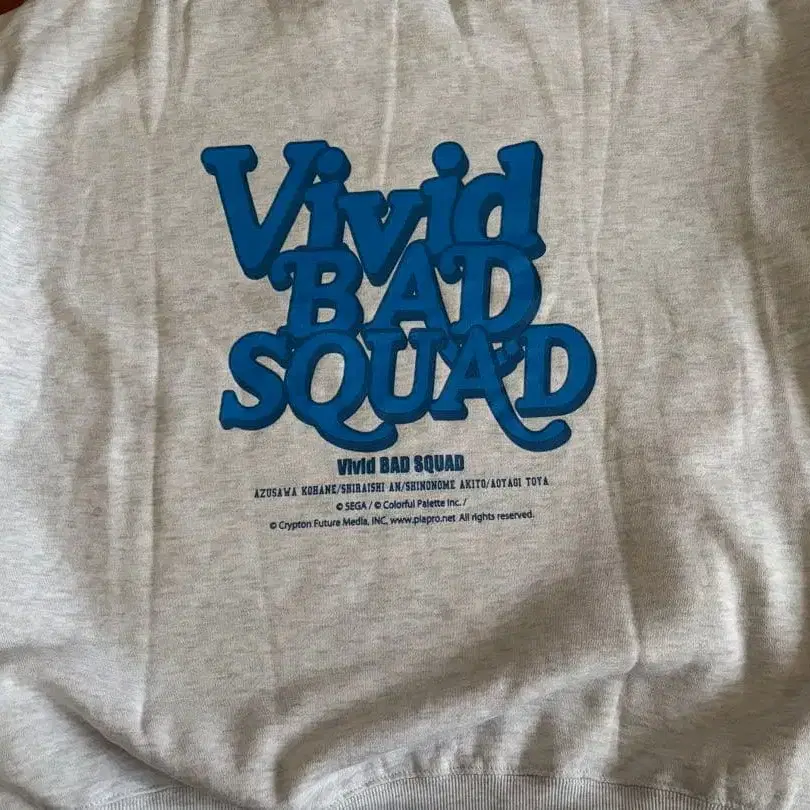 Vivid
BAD
SQUAD
Vivid BAD SQUAD
AZUSAWA KOHANE/SHIRAISHI AN/SHINONOME AKITO/AOYAGI TOYA
© SEGA / © Colorful Palette Inc. /
© Crypton Future Media, INC. www.piapro.net All rights reserved.